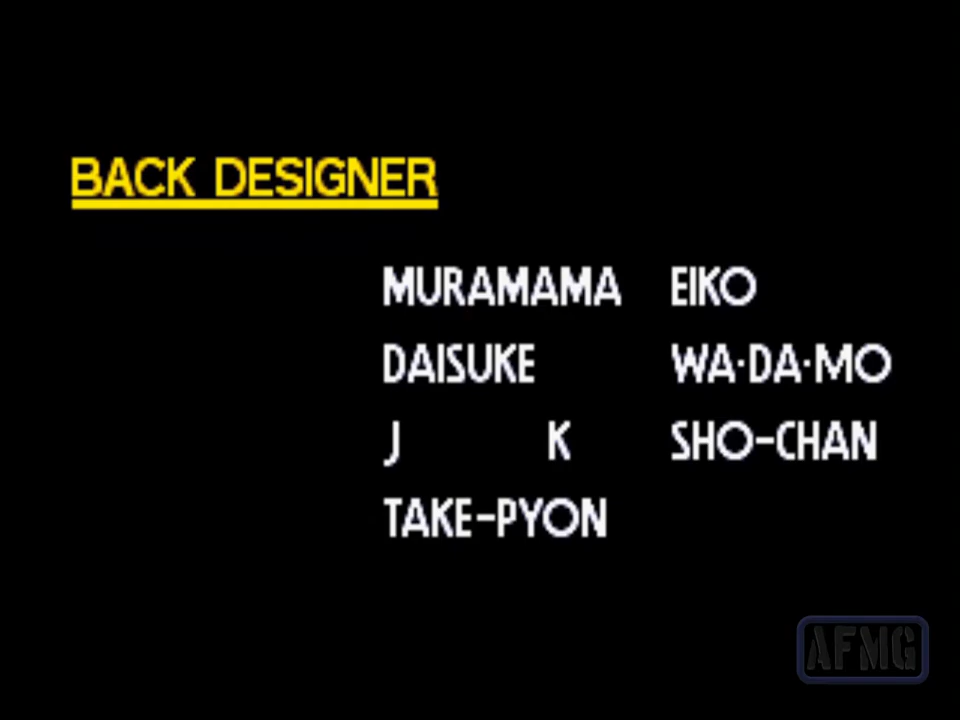 BACK DESIGNER
MURAMAMA EIKO
DAISUKE WA·DA·MO
J K SHO-CHAN
TAKE-PYON
AFMG